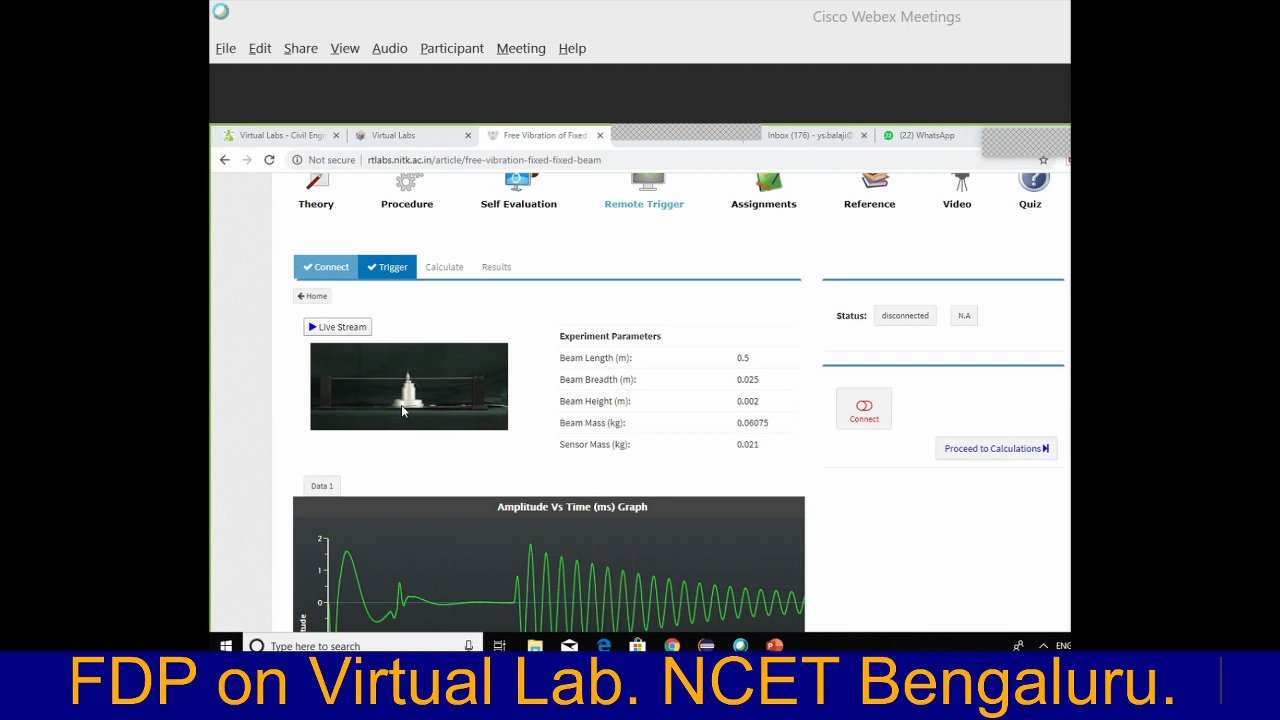 Cisco Webex Meetings
File Edit Share View Audio Participant Meeting Help
Virtual Labs - Civil Engi Virtual Labs Free Vibration of Fixed Inbox (176) - ys.balaji@ (22) WhatsApp
Not secure | rtlabs.nitk.ac.in/article/free-vibration-fixed-fixed-beam
Theory Procedure Self Evaluation Remote Trigger Assignments Reference Video Quiz
Connect Trigger Calculate Results
Home
Status: disconnected N.A
Live Stream
Experiment Parameters
Beam Length (m): 0.5
Beam Breadth (m): 0.025
Beam Height (m): 0.002
Beam Mass (kg): 0.06075
Sensor Mass (kg): 0.021
Connect
Proceed to Calculations
Data 1
Amplitude Vs Time (ms) Graph
2
1
0
Type here to search
ENG
FDP on Virtual Lab. NCET Bengaluru.